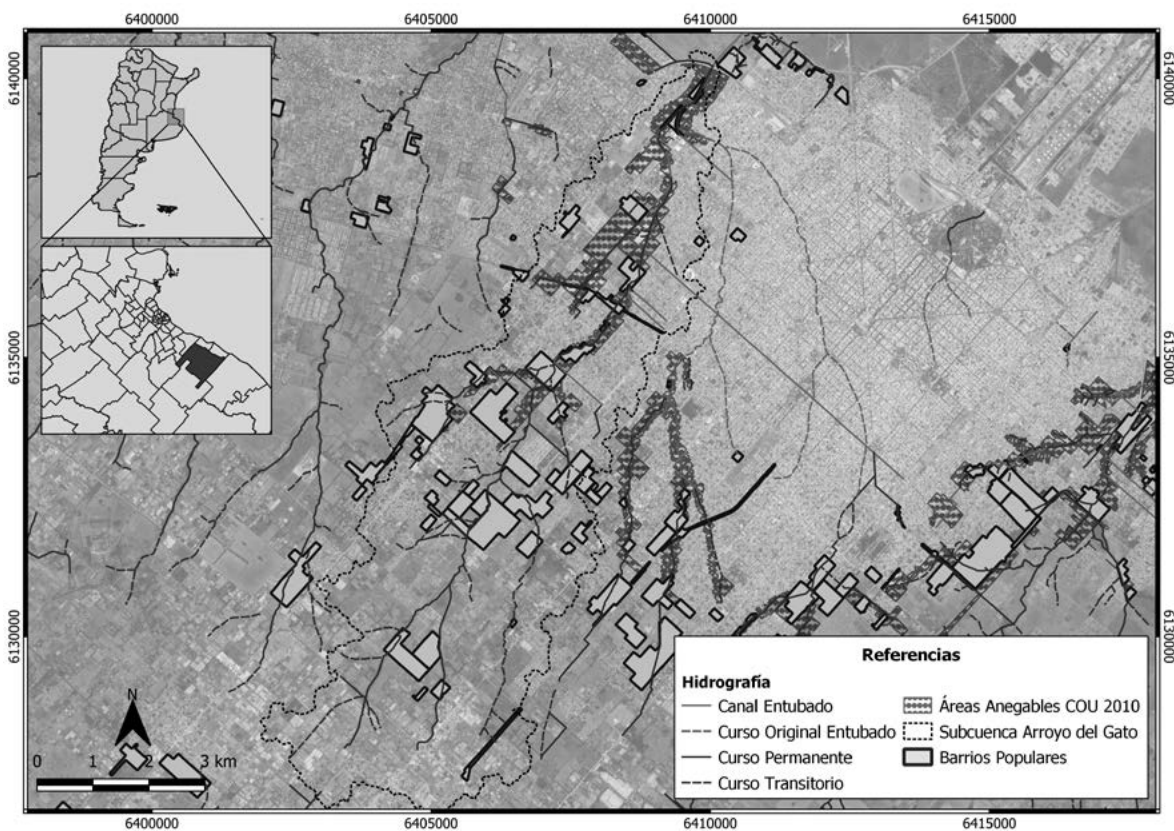 6400000 6405000 6410000 6415000
6140000 6140000
6135000 6135000
6130000 6130000
N
0 1 2 3 km
Referencias
Hidrografía
Canal Entubado
Curso Original Entubado
Curso Permanente
Curso Transitorio
Áreas Anegables COU 2010
Subcuenca Arroyo del Gato
Barrios Populares
6400000 6405000 6410000 6415000